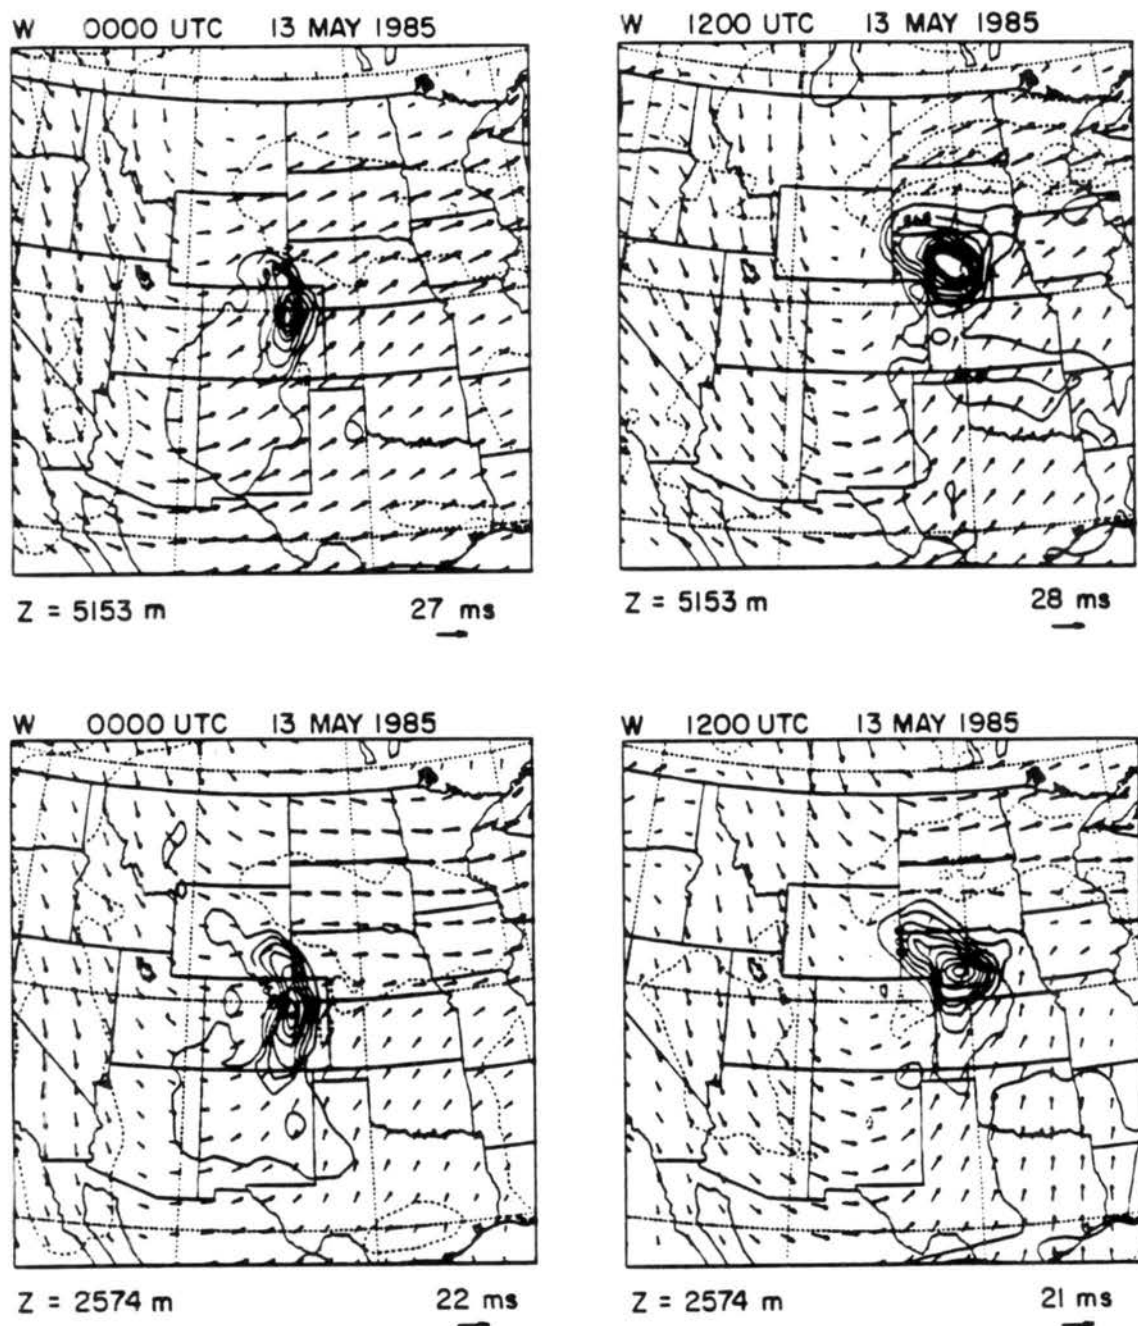 W 0000 UTC 13 MAY 1985
W 1200 UTC 13 MAY 1985
Z = 5153 m 27 ms
Z = 5153 m 28 ms
W 0000 UTC 13 MAY 1985
W 1200 UTC 13 MAY 1985
Z = 2574 m 22 ms
Z = 2574 m 21 ms